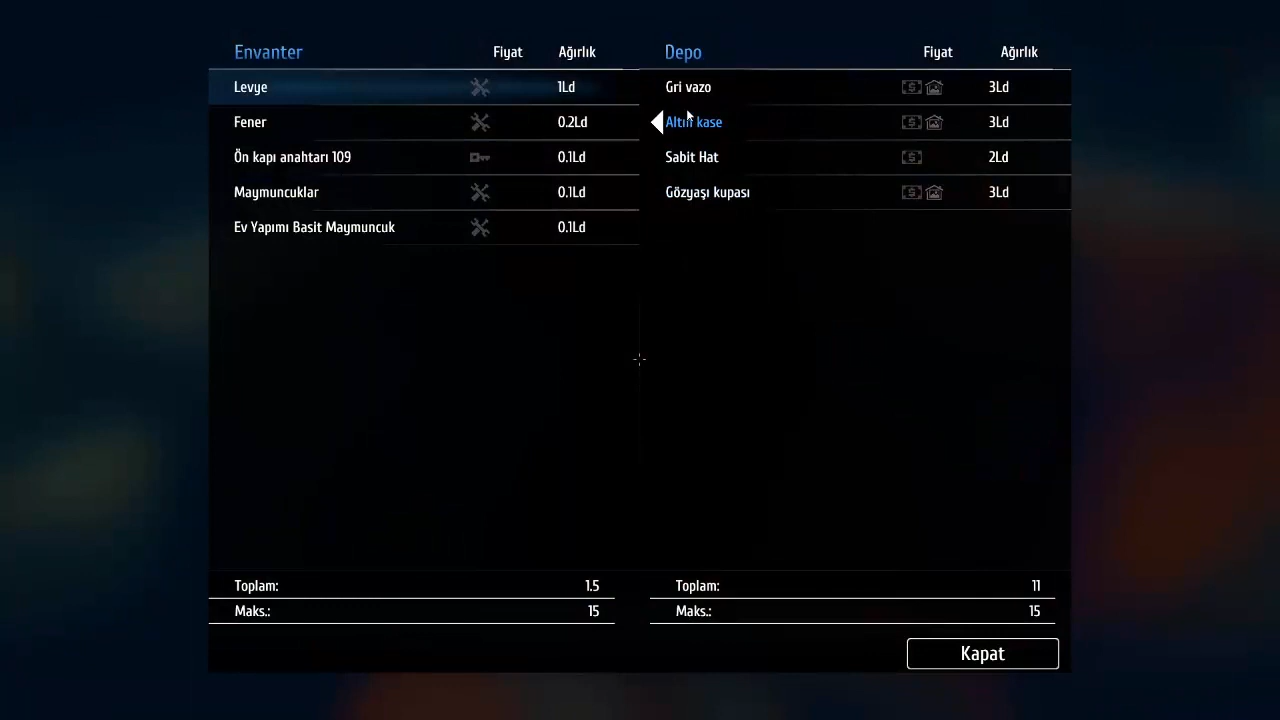 Envanter Fiyat Ağırlık
Levye 1Ld
Fener 0.2Ld
Ön kapı anahtarı 109 0.1Ld
Maymuncuklar 0.1Ld
Ev Yapımı Basit Maymuncuk 0.1Ld
Toplam: 1.5
Maks.: 15
Depo Fiyat Ağırlık
Gri vazo 3Ld
Altın kase 3Ld
Sabit Hat 2Ld
Gözyaşı kupası 3Ld
Toplam: 11
Maks.: 15
Kapat